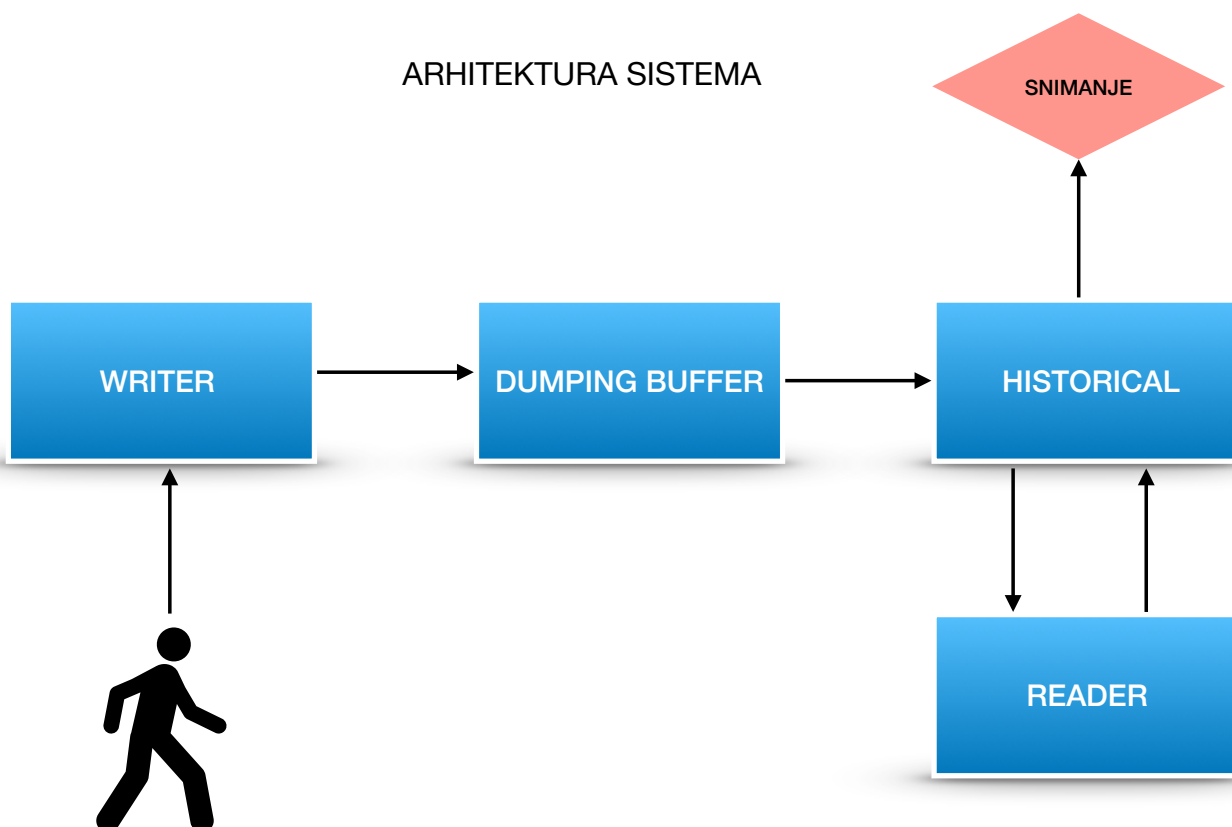 ARHITEKTURA SISTEMA
SNIMANJE
WRITER
DUMPING BUFFER
HISTORICAL
READER